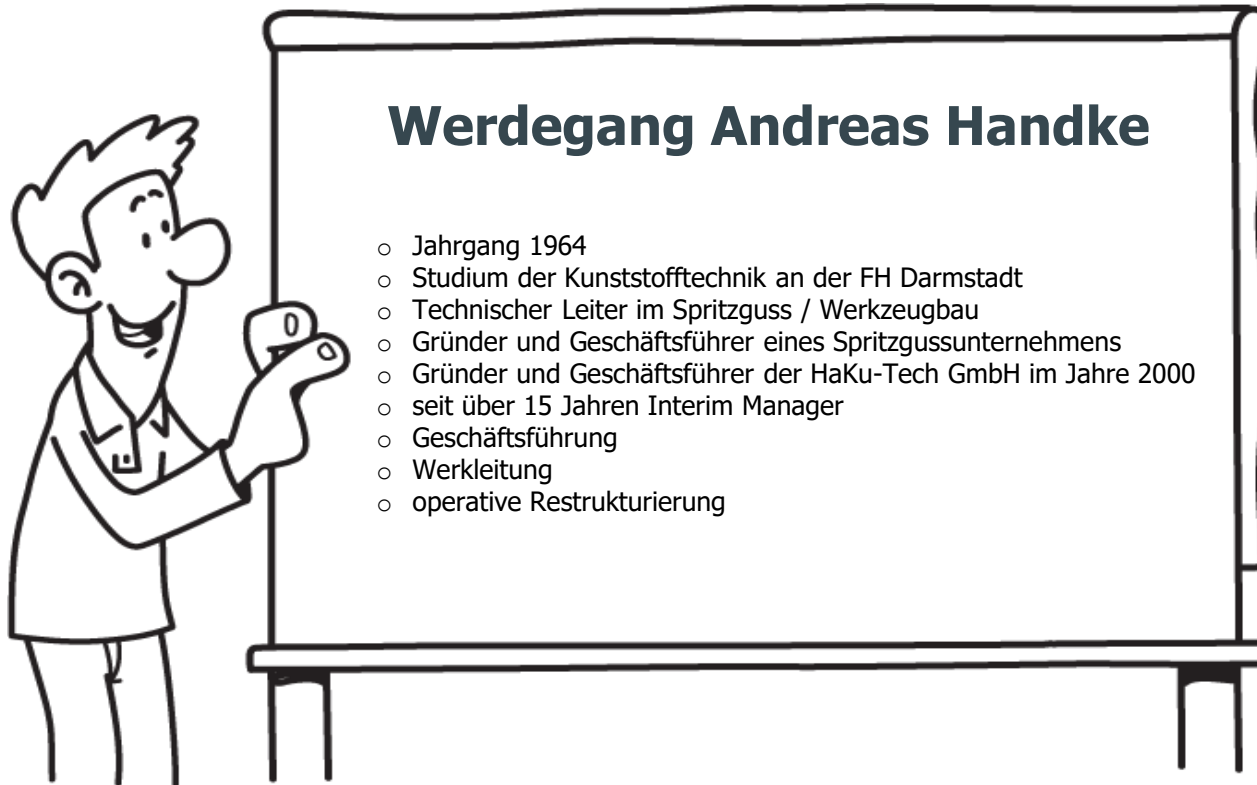 Werdegang Andreas Handke
○ Jahrgang 1964
○ Studium der Kunststofftechnik an der FH Darmstadt
○ Technischer Leiter im Spritzguss / Werkzeugbau
○ Gründer und Geschäftsführer eines Spritzgussunternehmens
○ Gründer und Geschäftsführer der HaKu-Tech GmbH im Jahre 2000
○ seit über 15 Jahren Interim Manager
○ Geschäftsführung
○ Werkleitung
○ operative Restrukturierung